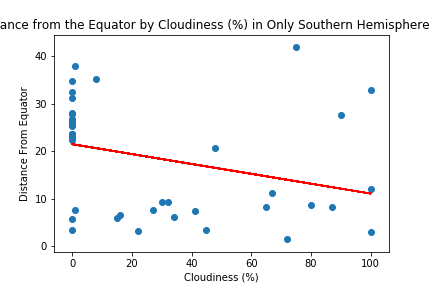 ance from the Equator by Cloudiness (%) in Only Southern Hemisphere
40
30
20
10
0
Distance From Equator
0 20 40 60 80 100
Cloudiness (%)